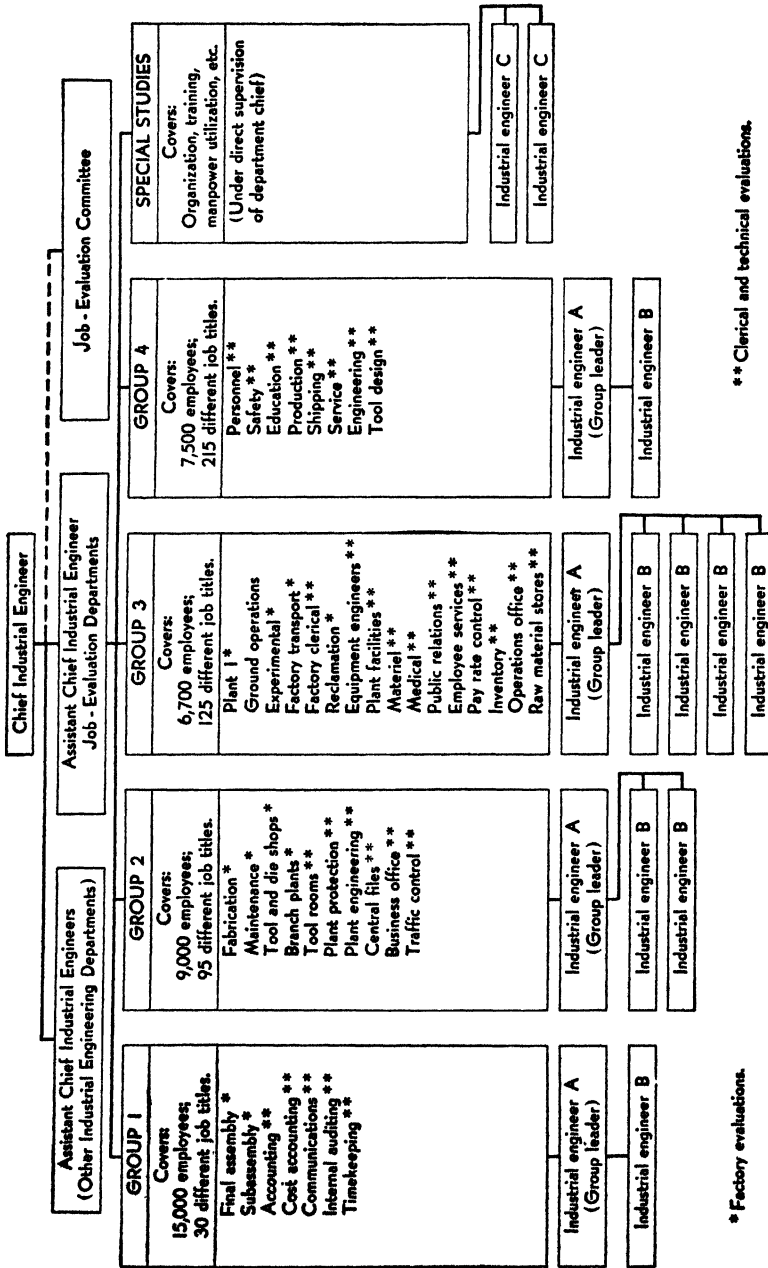 Chief Industrial Engineer
Assistant Chief Industrial Engineers
(Other Industrial Engineering Departments)
Assistant Chief Industrial Engineer
Job - Evaluation Departments
Job - Evaluation Committee
GROUP 1
Covers:
15,000 employees;
30 different job titles.
Final assembly *
Subassembly *
Accounting **
Cost accounting **
Communications **
Internal auditing **
Timekeeping **
Industrial engineer A
(Group leader)
Industrial engineer B
GROUP 2
Covers:
9,000 employees;
95 different job titles.
Fabrication *
Maintenance *
Tool and die shops *
Branch plants *
Tool rooms **
Plant protection **
Plant engineering **
Central files **
Business office **
Traffic control **
Industrial engineer A
(Group leader)
Industrial engineer B
Industrial engineer B
GROUP 3
Covers:
6,700 employees;
125 different job titles.
Plant 1 *
Ground operations
Experimental *
Factory transport *
Factory clerical **
Reclamation *
Equipment engineers **
Plant facilities **
Materiel **
Medical **
Public relations **
Employee services **
Pay rate control **
Inventory **
Operations office **
Raw material stores **
Industrial engineer A
(Group leader)
Industrial engineer B
Industrial engineer B
Industrial engineer B
Industrial engineer B
GROUP 4
Covers:
7,500 employees;
215 different job titles.
Personnel **
Safety **
Education **
Production **
Shipping **
Service **
Engineering **
Tool design **
Industrial engineer A
(Group leader)
Industrial engineer B
SPECIAL STUDIES
Covers:
Organization, training,
manpower utilization, etc.
(Under direct supervision
of department chief)
Industrial engineer C
Industrial engineer C
* Factory evaluations.
** Clerical and technical evaluations.